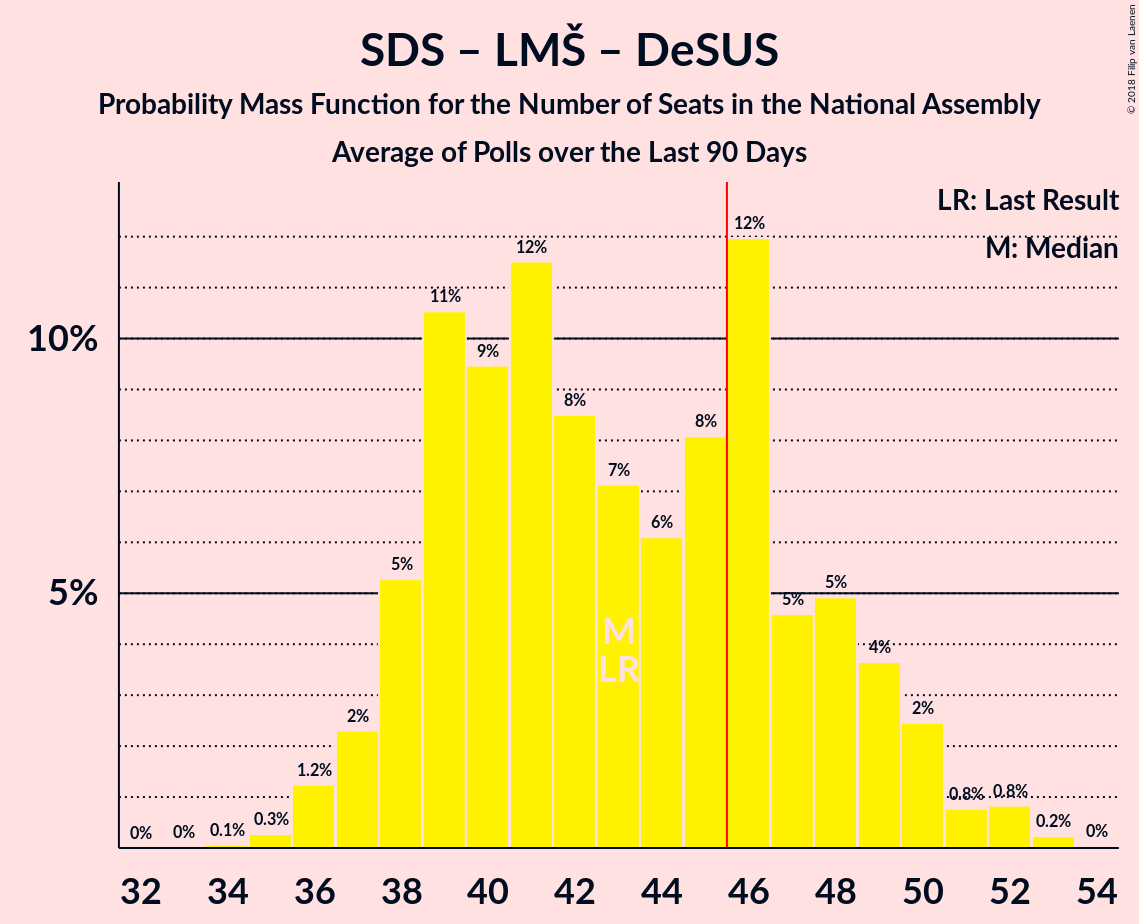 SDS – LMŠ – DeSUS
Probability Mass Function for the Number of Seats in the National Assembly
Average of Polls over the Last 90 Days
© 2018 Filip van Laenen
LR: Last Result
M: Median
10%
5%
0%
0%
0.1%
0.3%
1.2%
2%
5%
11%
9%
12%
8%
7%
6%
8%
12%
5%
5%
4%
2%
0.8%
0.8%
0.2%
0%
M
LR
32 34 36 38 40 42 44 46 48 50 52 54